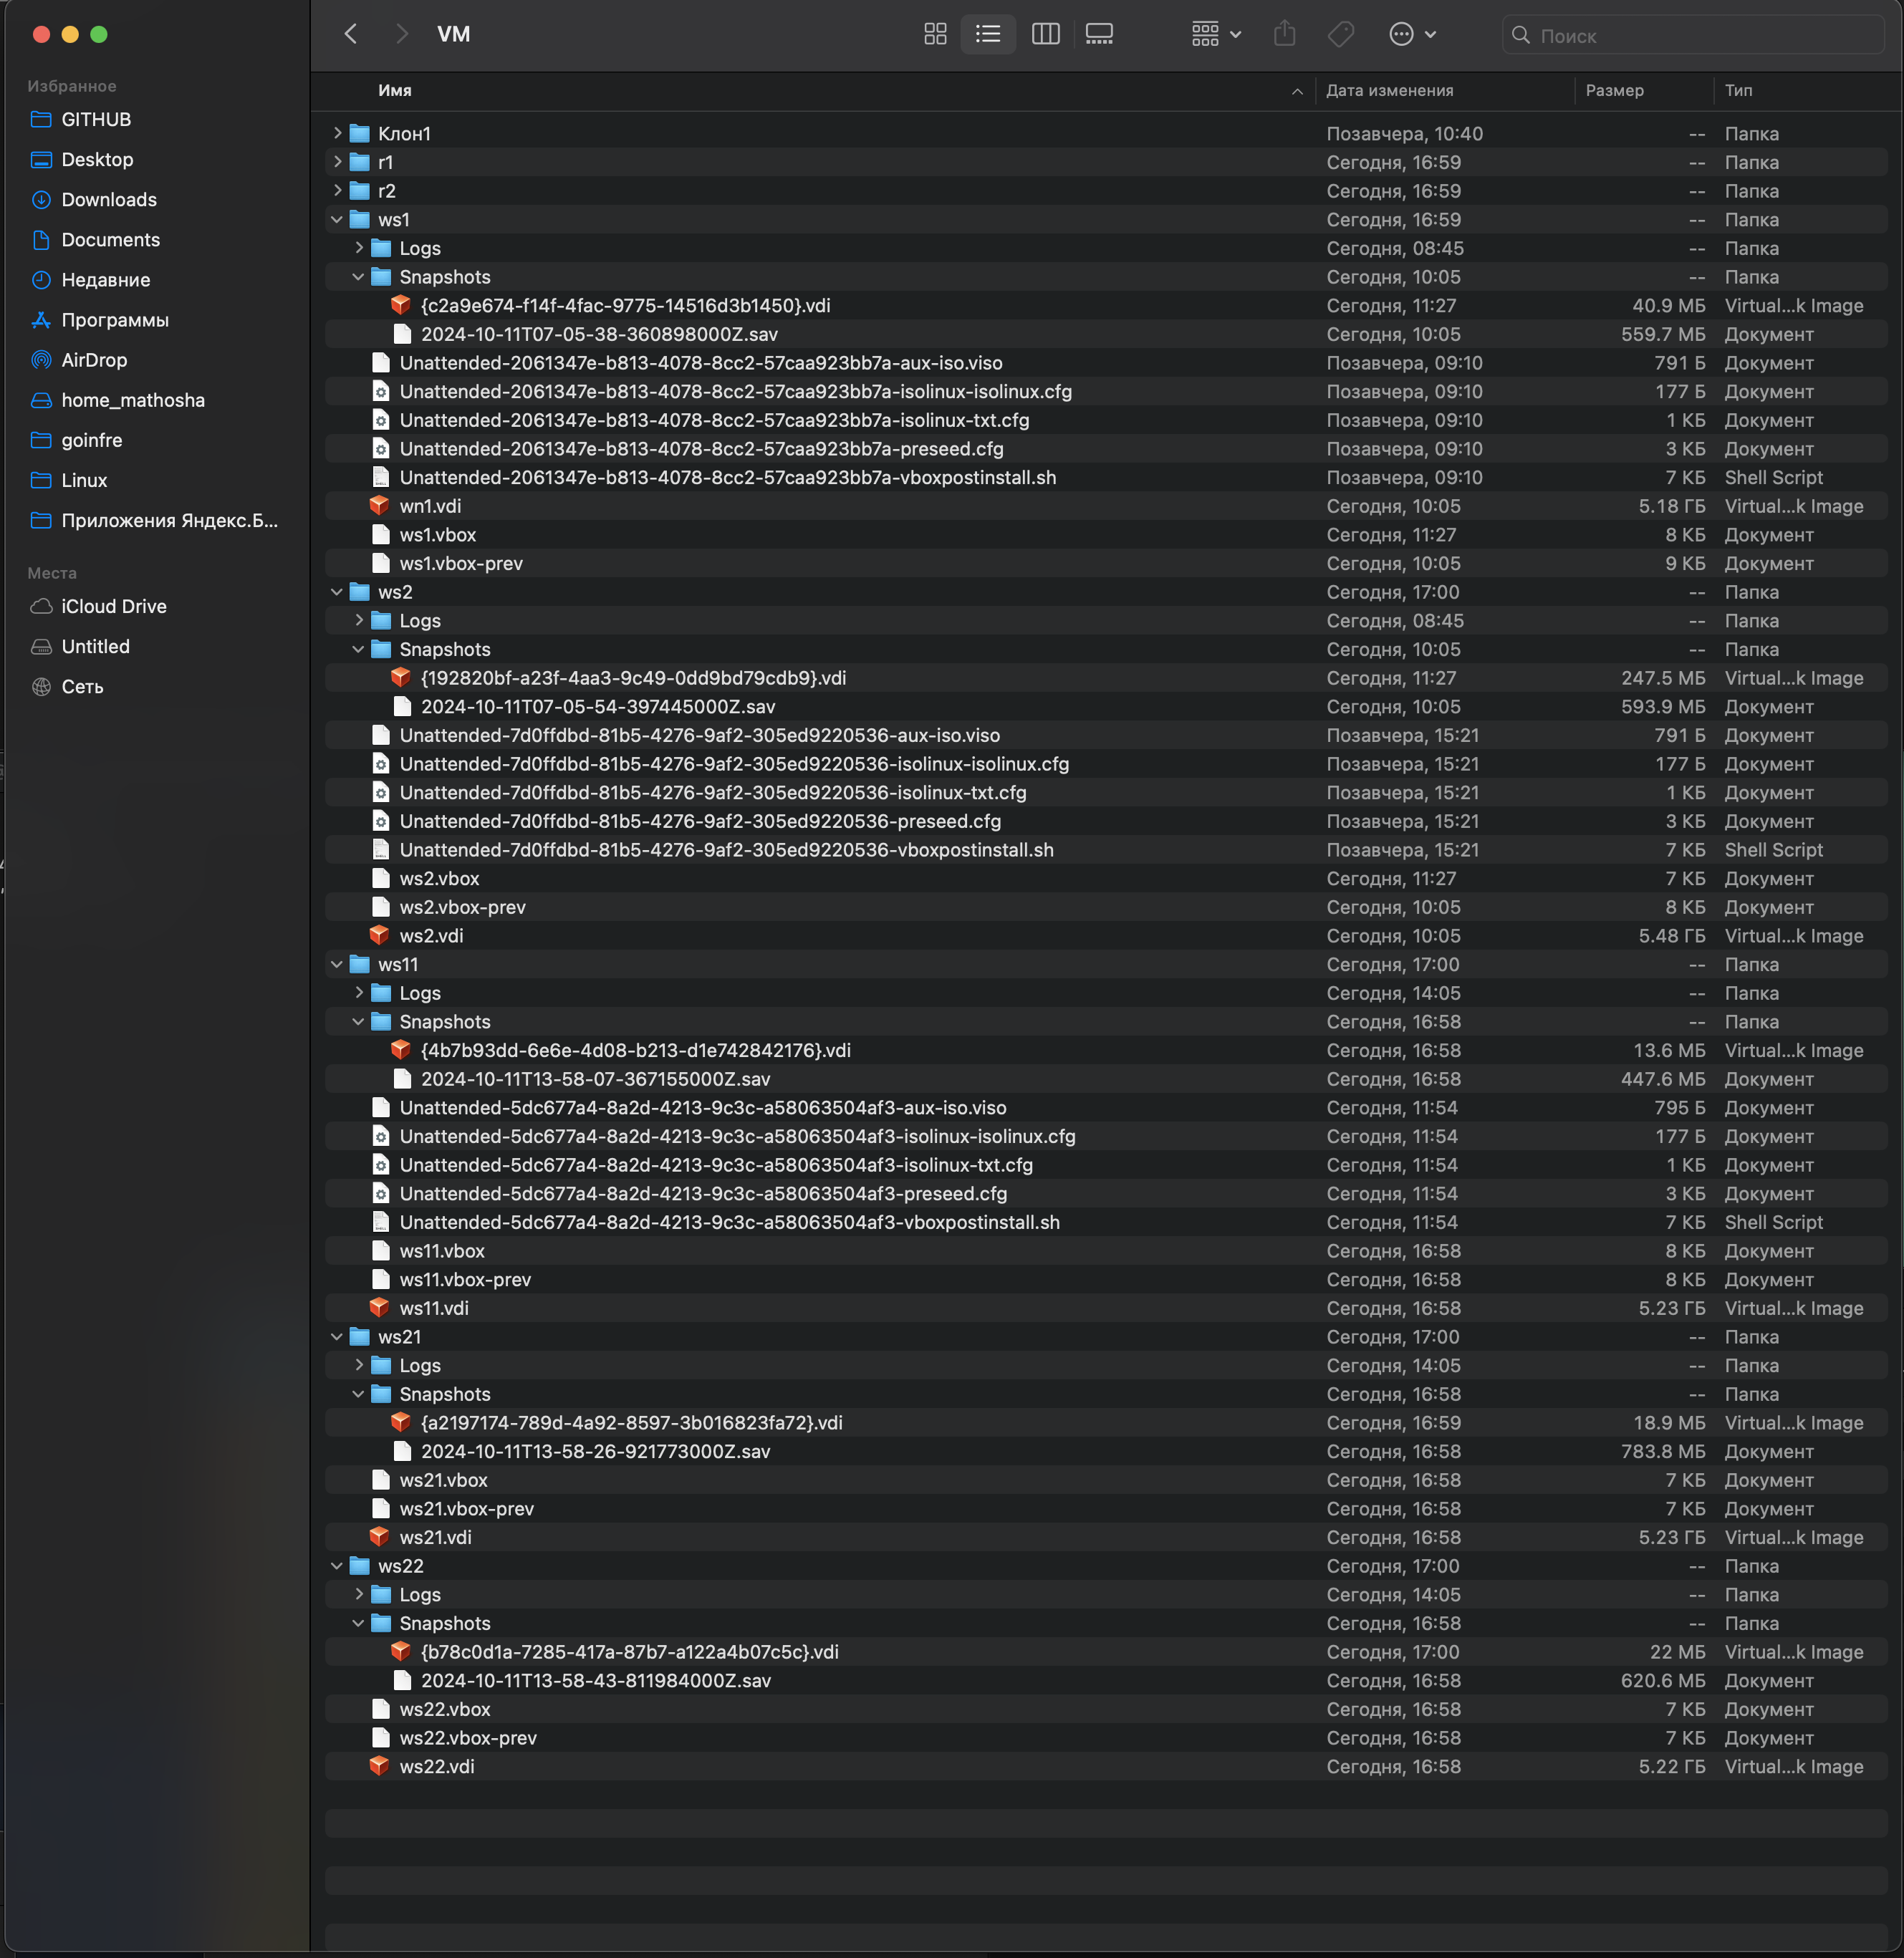 VM
Поиск
Избранное
GITHUB
Desktop
Downloads
Documents
Недавние
Программы
AirDrop
home_mathosha
goinfre
Linux
Приложения Яндекс.Б...
Места
iCloud Drive
Untitled
Сеть
Имя Дата изменения Размер Тип
Клон1 Позавчера, 10:40 -- Папка
r1 Сегодня, 16:59 -- Папка
r2 Сегодня, 16:59 -- Папка
ws1 Сегодня, 16:59 -- Папка
Logs Сегодня, 08:45 -- Папка
Snapshots Сегодня, 10:05 -- Папка
{c2a9e674-f14f-4fac-9775-14516d3b1450}.vdi Сегодня, 11:27 40.9 МБ Virtual...k Image
2024-10-11T07-05-38-360898000Z.sav Сегодня, 10:05 559.7 МБ Документ
Unattended-2061347e-b813-4078-8cc2-57caa923bb7a-aux-iso.viso Позавчера, 09:10 791 Б Документ
Unattended-2061347e-b813-4078-8cc2-57caa923bb7a-isolinux-isolinux.cfg Позавчера, 09:10 177 Б Документ
Unattended-2061347e-b813-4078-8cc2-57caa923bb7a-isolinux-txt.cfg Позавчера, 09:10 1 КБ Документ
Unattended-2061347e-b813-4078-8cc2-57caa923bb7a-preseed.cfg Позавчера, 09:10 3 КБ Документ
Unattended-2061347e-b813-4078-8cc2-57caa923bb7a-vboxpostinstall.sh Позавчера, 09:10 7 КБ Shell Script
wn1.vdi Сегодня, 10:05 5.18 ГБ Virtual...k Image
ws1.vbox Сегодня, 11:27 8 КБ Документ
ws1.vbox-prev Сегодня, 10:05 9 КБ Документ
ws2 Сегодня, 17:00 -- Папка
Logs Сегодня, 08:45 -- Папка
Snapshots Сегодня, 10:05 -- Папка
{192820bf-a23f-4aa3-9c49-0dd9bd79cdb9}.vdi Сегодня, 11:27 247.5 МБ Virtual...k Image
2024-10-11T07-05-54-397445000Z.sav Сегодня, 10:05 593.9 МБ Документ
Unattended-7d0ffdbd-81b5-4276-9af2-305ed9220536-aux-iso.viso Позавчера, 15:21 791 Б Документ
Unattended-7d0ffdbd-81b5-4276-9af2-305ed9220536-isolinux-isolinux.cfg Позавчера, 15:21 177 Б Документ
Unattended-7d0ffdbd-81b5-4276-9af2-305ed9220536-isolinux-txt.cfg Позавчера, 15:21 1 КБ Документ
Unattended-7d0ffdbd-81b5-4276-9af2-305ed9220536-preseed.cfg Позавчера, 15:21 3 КБ Документ
Unattended-7d0ffdbd-81b5-4276-9af2-305ed9220536-vboxpostinstall.sh Позавчера, 15:21 7 КБ Shell Script
ws2.vbox Сегодня, 11:27 7 КБ Документ
ws2.vbox-prev Сегодня, 10:05 8 КБ Документ
ws2.vdi Сегодня, 10:05 5.48 ГБ Virtual...k Image
ws11 Сегодня, 17:00 -- Папка
Logs Сегодня, 14:05 -- Папка
Snapshots Сегодня, 16:58 -- Папка
{4b7b93dd-6e6e-4d08-b213-d1e742842176}.vdi Сегодня, 16:58 13.6 МБ Virtual...k Image
2024-10-11T13-58-07-367155000Z.sav Сегодня, 16:58 447.6 МБ Документ
Unattended-5dc677a4-8a2d-4213-9c3c-a58063504af3-aux-iso.viso Сегодня, 11:54 795 Б Документ
Unattended-5dc677a4-8a2d-4213-9c3c-a58063504af3-isolinux-isolinux.cfg Сегодня, 11:54 177 Б Документ
Unattended-5dc677a4-8a2d-4213-9c3c-a58063504af3-isolinux-txt.cfg Сегодня, 11:54 1 КБ Документ
Unattended-5dc677a4-8a2d-4213-9c3c-a58063504af3-preseed.cfg Сегодня, 11:54 3 КБ Документ
Unattended-5dc677a4-8a2d-4213-9c3c-a58063504af3-vboxpostinstall.sh Сегодня, 11:54 7 КБ Shell Script
ws11.vbox Сегодня, 16:58 8 КБ Документ
ws11.vbox-prev Сегодня, 16:58 8 КБ Документ
ws11.vdi Сегодня, 16:58 5.23 ГБ Virtual...k Image
ws21 Сегодня, 17:00 -- Папка
Logs Сегодня, 14:05 -- Папка
Snapshots Сегодня, 16:58 -- Папка
{a2197174-789d-4a92-8597-3b016823fa72}.vdi Сегодня, 16:59 18.9 МБ Virtual...k Image
2024-10-11T13-58-26-921773000Z.sav Сегодня, 16:58 783.8 МБ Документ
ws21.vbox Сегодня, 16:58 7 КБ Документ
ws21.vbox-prev Сегодня, 16:58 7 КБ Документ
ws21.vdi Сегодня, 16:58 5.23 ГБ Virtual...k Image
ws22 Сегодня, 17:00 -- Папка
Logs Сегодня, 14:05 -- Папка
Snapshots Сегодня, 16:58 -- Папка
{b78c0d1a-7285-417a-87b7-a122a4b07c5c}.vdi Сегодня, 17:00 22 МБ Virtual...k Image
2024-10-11T13-58-43-811984000Z.sav Сегодня, 16:58 620.6 МБ Документ
ws22.vbox Сегодня, 16:58 7 КБ Документ
ws22.vbox-prev Сегодня, 16:58 7 КБ Документ
ws22.vdi Сегодня, 16:58 5.22 ГБ Virtual...k Image